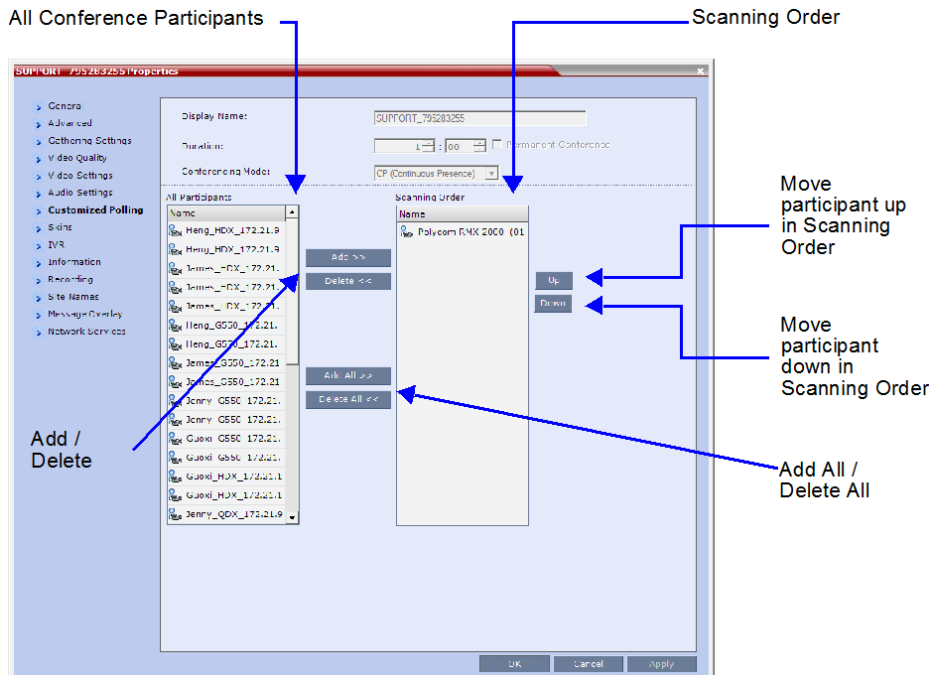 All Conference Participants
Scanning Order
SUPPORT_795283255 Properties
General
Advanced
Gathering Settings
Video Quality
Video Settings
Audio Settings
Customized Polling
Skins
IVR
Information
Recording
Site Names
Message Overlay
Network Services
Display Name:
SUPPORT_795283255
Duration:
1 : 00
Permanent Conference
Conferencing Mode:
CP (Continuous Presence)
All Participants
Name
Heng_HDX_172.21.9
Heng_HDX_172.21.9
James_HDX_172.21.
James_HDX_172.21.
James_HDX_172.21.
Heng_G550_172.21.
Heng_G550_172.21.
James_G550_172.21
James_G550_172.21
Jenny_G550_172.21.
Jenny_G550_172.21.
Guoxi_G550_172.21.
Guoxi_G550_172.21.
Guoxi_HDX_172.21.1
Guoxi_HDX_172.21.1
Jenny_QDX_172.21.9
Add >>
Delete <<
Add All >>
Delete All <<
Scanning Order
Name
Polycom RMX 2000 (01
Up
Down
Move
participant up
in Scanning
Order
Move
participant
down in
Scanning Order
Add /
Delete
Add All /
Delete All
OK
Cancel
Apply